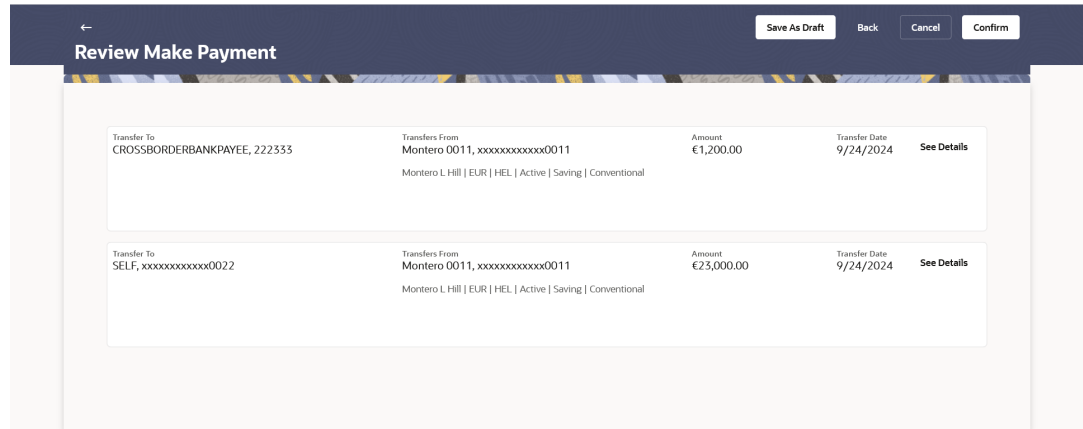 ←
Save As Draft Back Cancel Confirm
Review Make Payment
Transfer To Transfers From Amount Transfer Date
CROSSBORDERBANKPAYEE, 222333 Montero 0011, xxxxxxxxxxxx0011 €1,200.00 9/24/2024 See Details
Montero L Hill | EUR | HEL | Active | Saving | Conventional
Transfer To Transfers From Amount Transfer Date
SELF, xxxxxxxxxxxx0022 Montero 0011, xxxxxxxxxxxx0011 €23,000.00 9/24/2024 See Details
Montero L Hill | EUR | HEL | Active | Saving | Conventional